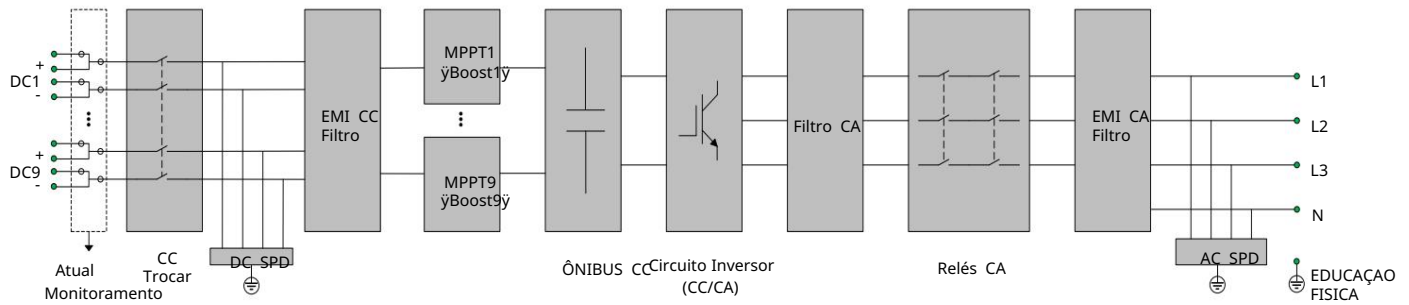 +
DC1
-
+
DC9
-
Atual
Monitoramento
CC
Trocar
DC SPD
EMI CC
Filtro
MPPT1
ÿBoost1ÿ
MPPT9
ÿBoost9ÿ
ÔNIBUS CC
Circuito Inversor
(CC/CA)
Filtro CA
Relés CA
EMI CA
Filtro
AC SPD
L1
L2
L3
N
EDUCAÇAO
FISICA